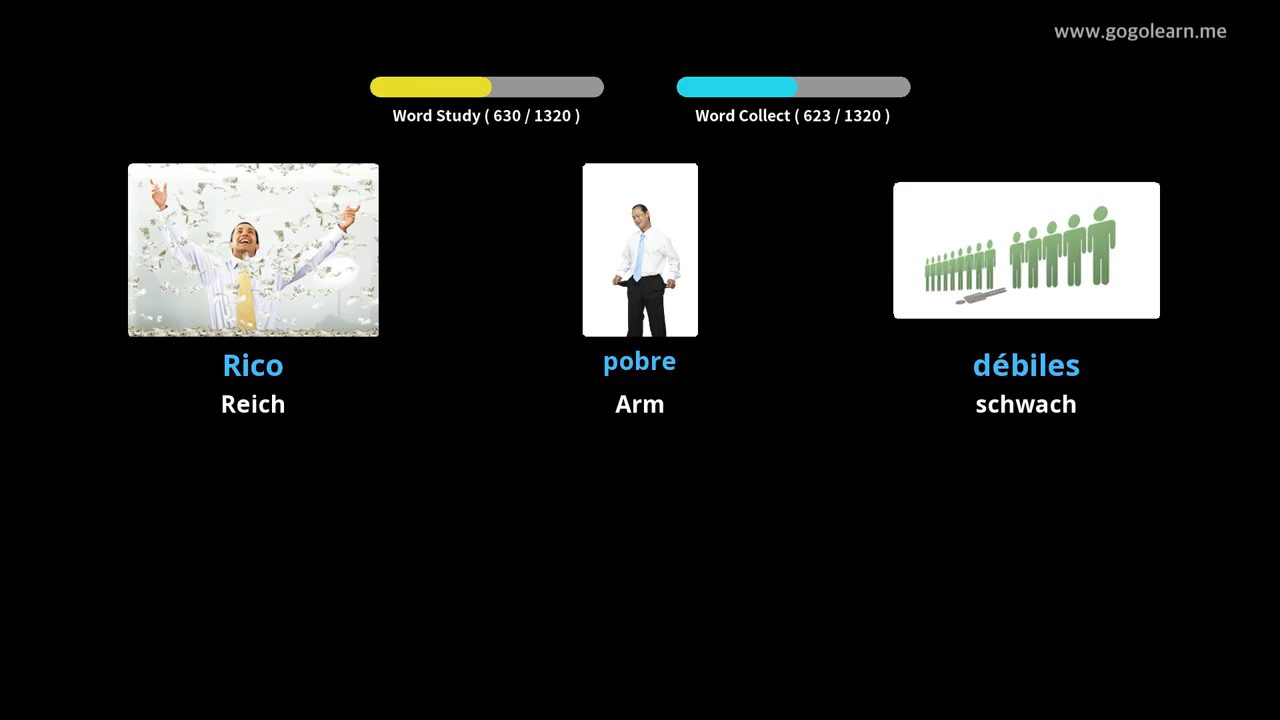 www.gogolearn.me
Word Study ( 630 / 1320 )
Word Collect ( 623 / 1320 )
Rico
Reich
pobre
Arm
débiles
schwach